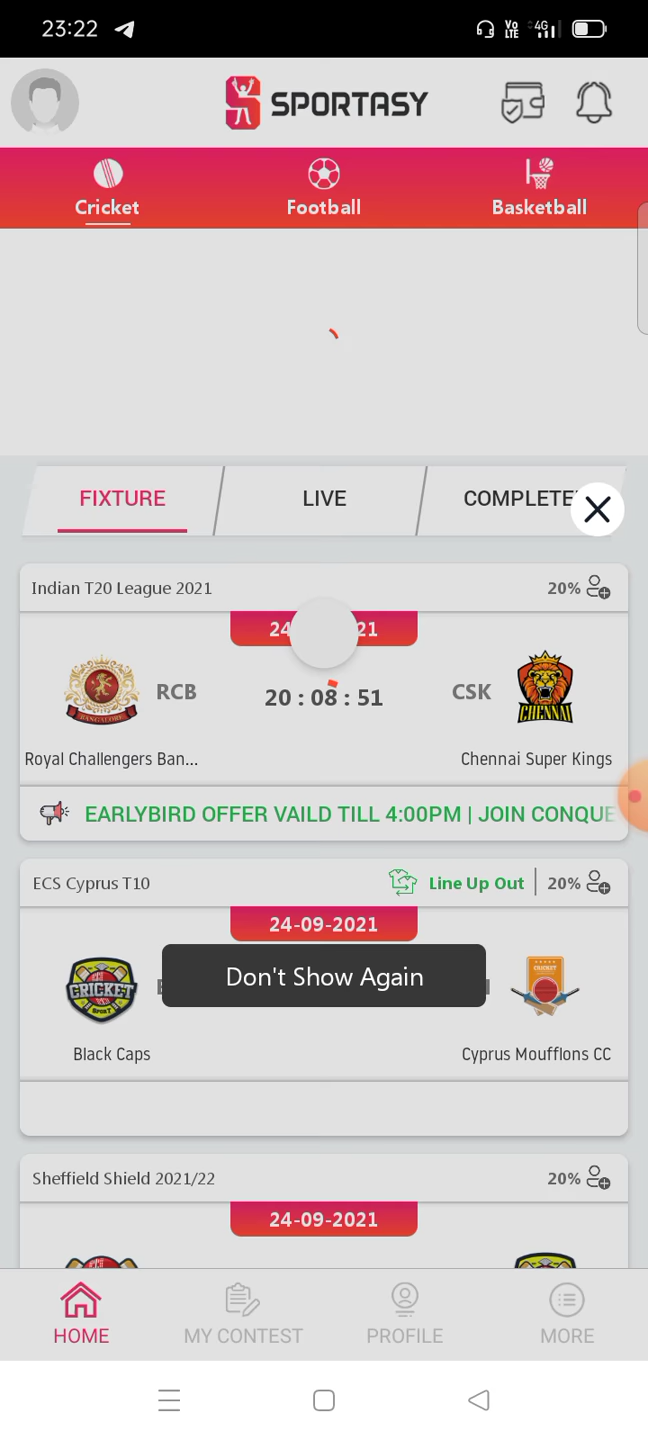 23:22
Vo LTE 4G
SPORTASY
Cricket Football Basketball
FIXTURE LIVE
Indian T20 League 2021 20%
RCB 20 : 08 : 51 CSK
Royal Challengers Ban... Chennai Super Kings
EARLYBIRD OFFER VAILD TILL 4:00PM | JOIN CONQUE
ECS Cyprus T10 Line Up Out 20%
24-09-2021
Don't Show Again
Black Caps Cyprus Moufflons CC
Sheffield Shield 2021/22 20%
24-09-2021
HOME MY CONTEST PROFILE MORE